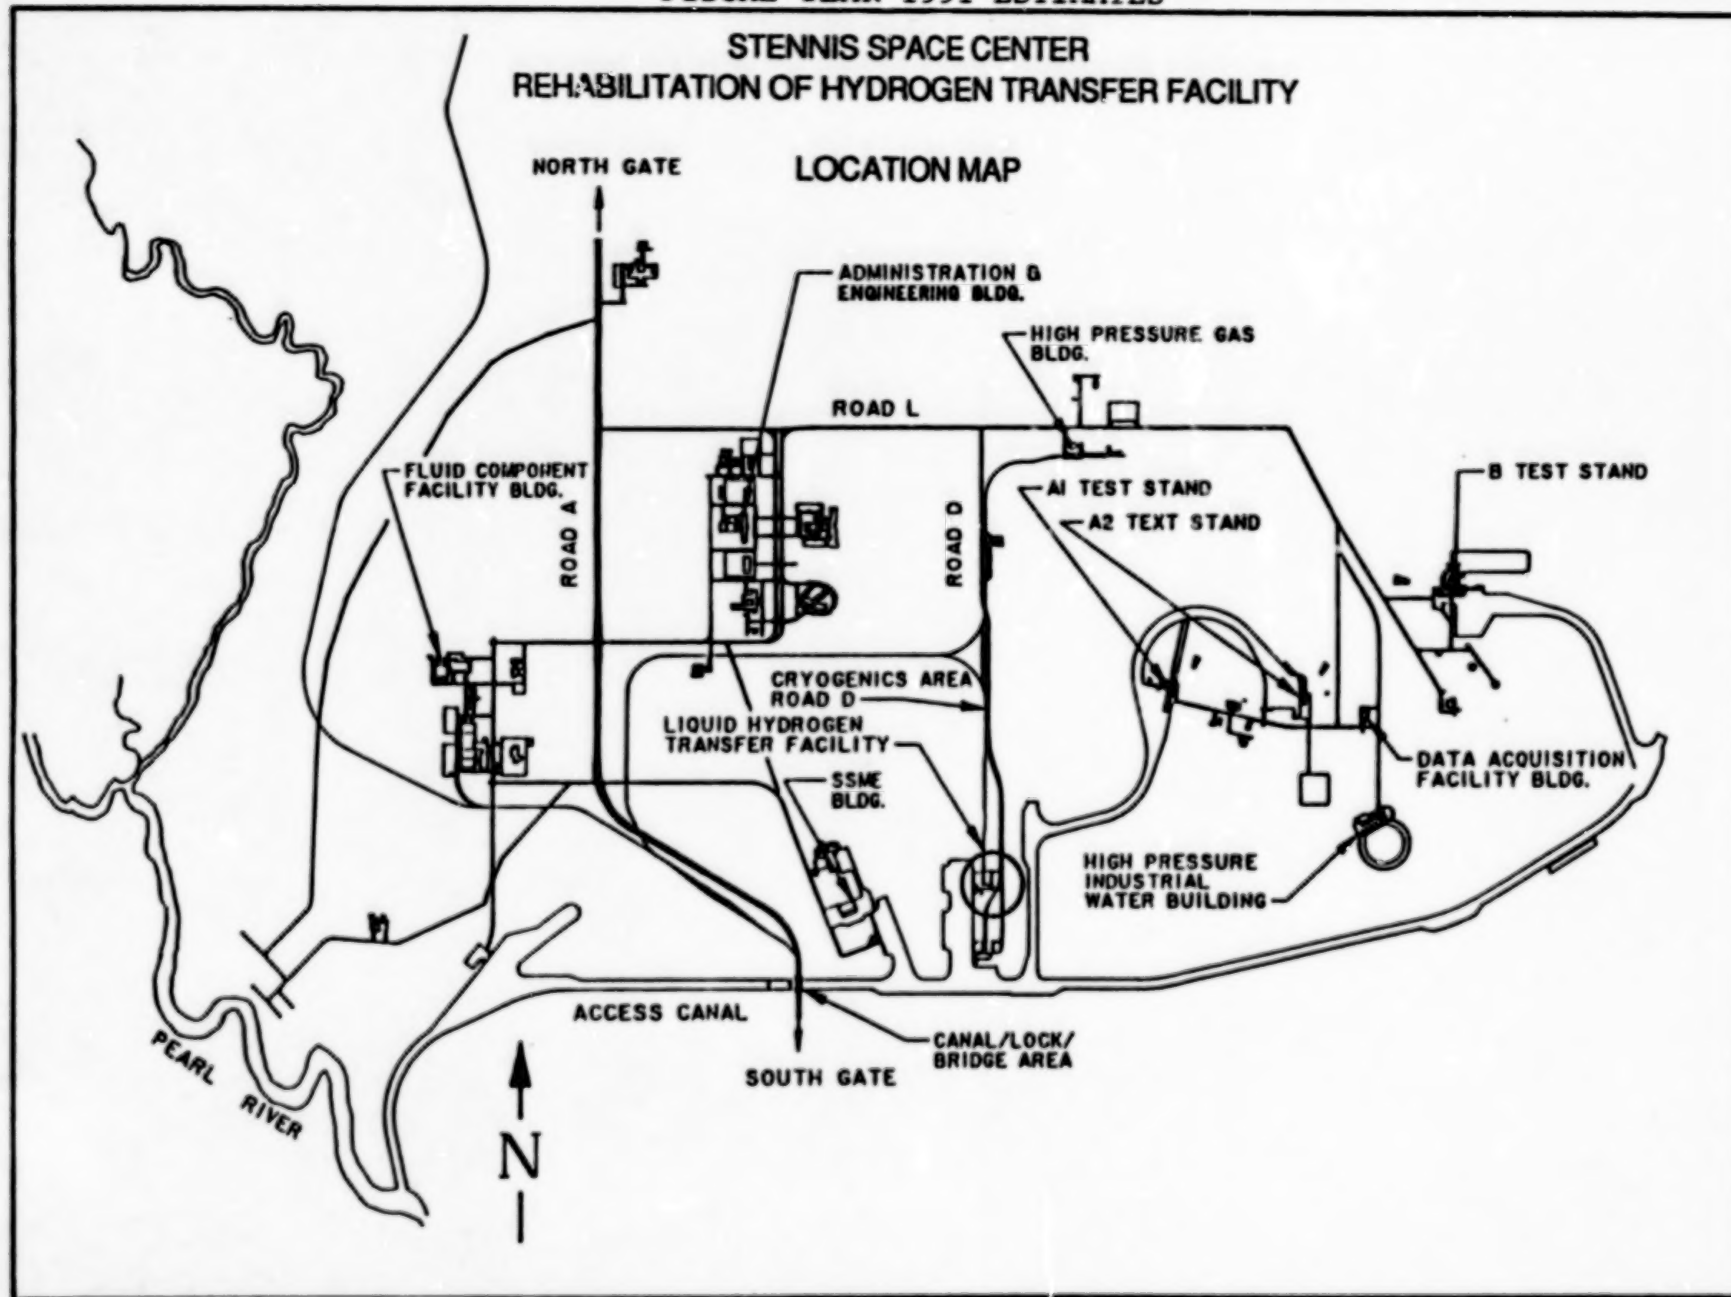 STENNIS SPACE CENTER
REHABILITATION OF HYDROGEN TRANSFER FACILITY
LOCATION MAP
NORTH GATE
ADMINISTRATION &
ENGINEERING BLDG.
HIGH PRESSURE GAS
BLDG.
ROAD L
FLUID COMPONENT
FACILITY BLDG.
ROAD A
ROAD D
A1 TEST STAND
A2 TEXT STAND
B TEST STAND
CRYOGENICS AREA
ROAD D
LIQUID HYDROGEN
TRANSFER FACILITY
SSME
BLDG.
DATA ACQUISITION
FACILITY BLDG.
HIGH PRESSURE
INDUSTRIAL
WATER BUILDING
ACCESS CANAL
CANAL/LOCK/
BRIDGE AREA
SOUTH GATE
PEARL RIVER
N